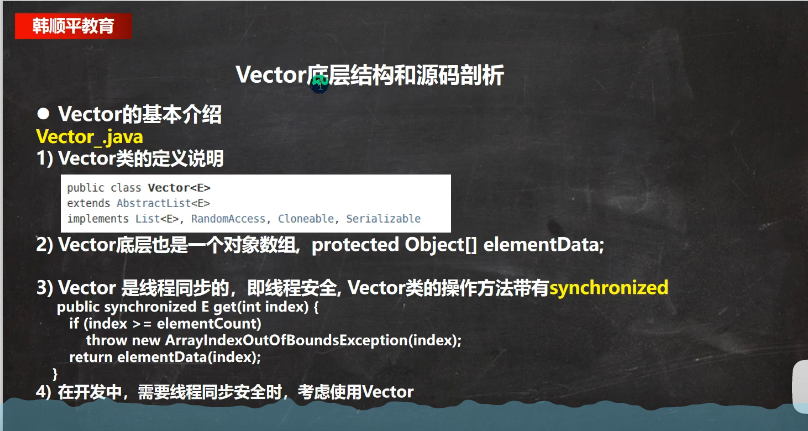 韩顺平教育
Vector底层结构和源码剖析
● Vector的基本介绍
Vector_.java
1) Vector类的定义说明
public class Vector<E>
extends AbstractList<E>
implements List<E>, RandomAccess, Cloneable, Serializable
2) Vector底层也是一个对象数组, protected Object[] elementData;
3) Vector 是线程同步的，即线程安全, Vector类的操作方法带有synchronized
public synchronized E get(int index) {
if (index >= elementCount)
throw new ArrayIndexOutOfBoundsException(index);
return elementData(index);
}
4) 在开发中，需要线程同步安全时，考虑使用Vector